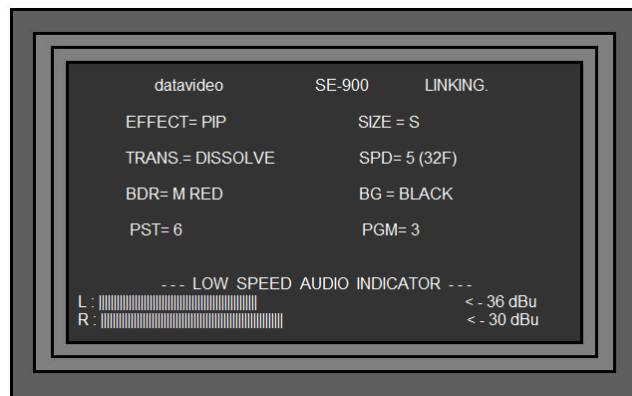 datavideo SE-900 LINKING.
EFFECT= PIP SIZE = S
TRANS.= DISSOLVE SPD= 5 (32F)
BDR= M RED BG = BLACK
PST= 6 PGM= 3
- - - LOW SPEED AUDIO INDICATOR - - -
L : < - 36 dBu
R : < - 30 dBu